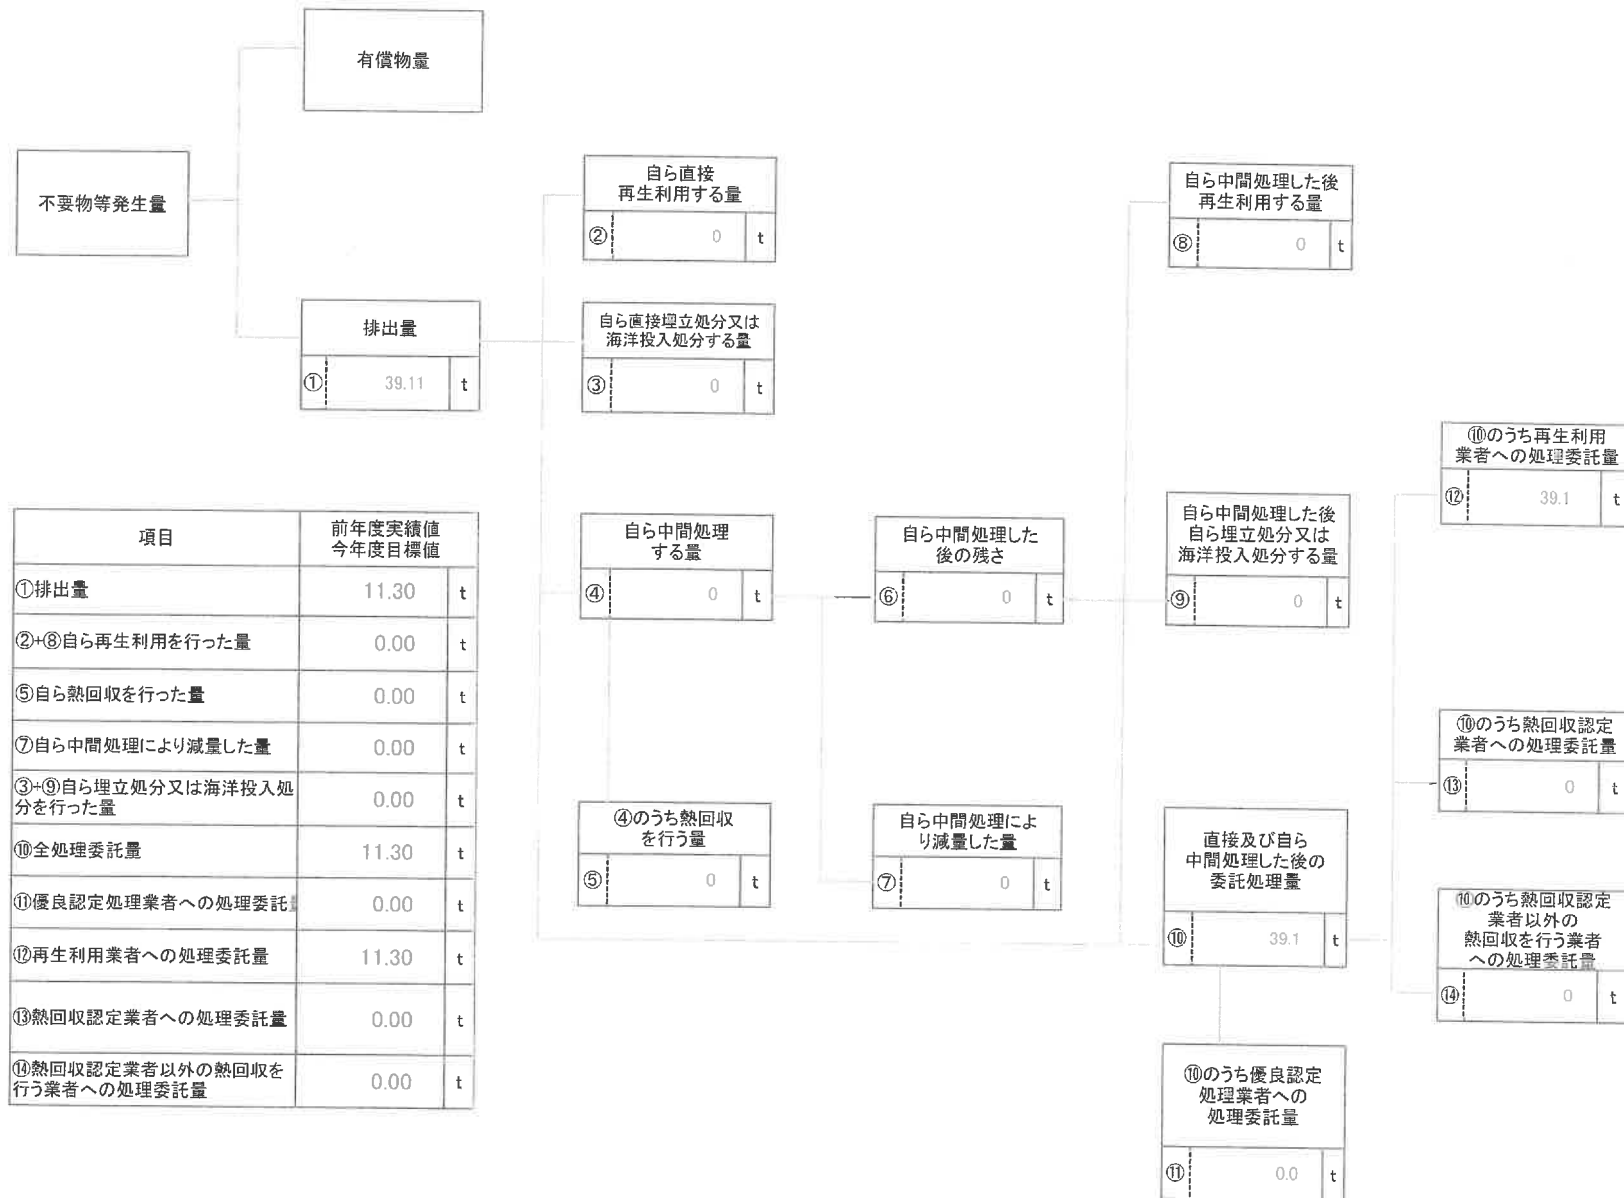 有償物量
不要物等発生量
排出量
① 39.11 t
自ら直接
再生利用する量
② 0 t
自ら直接埋立処分又は
海洋投入処分する量
③ 0 t
自ら中間処理
する量
④ 0 t
④のうち熱回収
を行う量
⑤ 0 t
自ら中間処理した
後の残さ
⑥ 0 t
自ら中間処理によ
り減量した量
⑦ 0 t
自ら中間処理した後
再生利用する量
⑧ 0 t
自ら中間処理した後
自ら埋立処分又は
海洋投入処分する量
⑨ 0 t
直接及び自ら
中間処理した後の
委託処理量
⑩ 39.1 t
⑩のうち優良認定
処理業者への
処理委託量
⑪ 0.0 t
⑩のうち再生利用
業者への処理委託量
⑫ 39.1 t
⑩のうち熱回収認定
業者への処理委託量
⑬ 0 t
⑩のうち熱回収認定
業者以外の
熱回収を行う業者
への処理委託量
⑭ 0 t
項目 前年度実績値
今年度目標値
①排出量 11.30 t
②+⑧自ら再生利用を行った量 0.00 t
⑤自ら熱回収を行った量 0.00 t
⑦自ら中間処理により減量した量 0.00 t
③+⑨自ら埋立処分又は海洋投入処
分を行った量 0.00 t
⑩全処理委託量 11.30 t
⑪優良認定処理業者への処理委託 0.00 t
⑫再生利用業者への処理委託量 11.30 t
⑬熱回収認定業者への処理委託量 0.00 t
⑭熱回収認定業者以外の熱回収を
行う業者への処理委託量 0.00 t